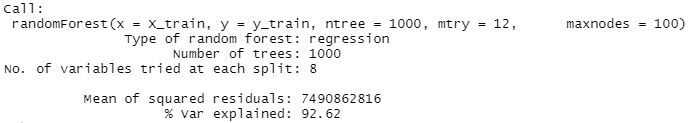 Call:
randomForest(x = X_train, y = y_train, ntree = 1000, mtry = 12, maxnodes = 100)
Type of random forest: regression
Number of trees: 1000
No. of variables tried at each split: 8
Mean of squared residuals: 7490862816
% Var explained: 92.62